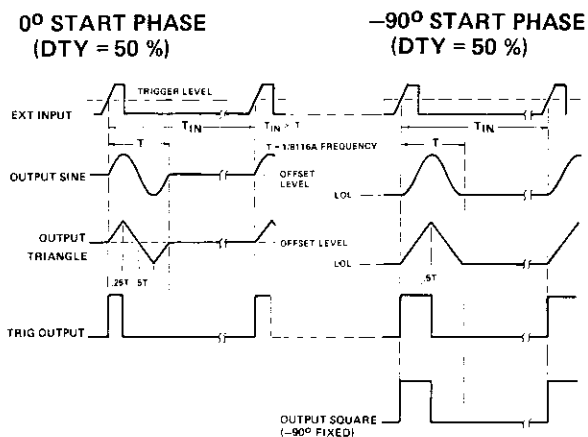 0° START PHASE
(DTY = 50 %)
–90° START PHASE
(DTY = 50 %)
TRIGGER LEVEL
EXT INPUT
TIN
TIN > T
TIN
T
T = 1/8116A FREQUENCY
T
OUTPUT SINE
OFFSET
LEVEL
LOL
OUTPUT
TRIANGLE
OFFSET LEVEL
LOL
.25T
.5T
.5T
TRIG OUTPUT
OUTPUT SQUARE
(–90° FIXED)